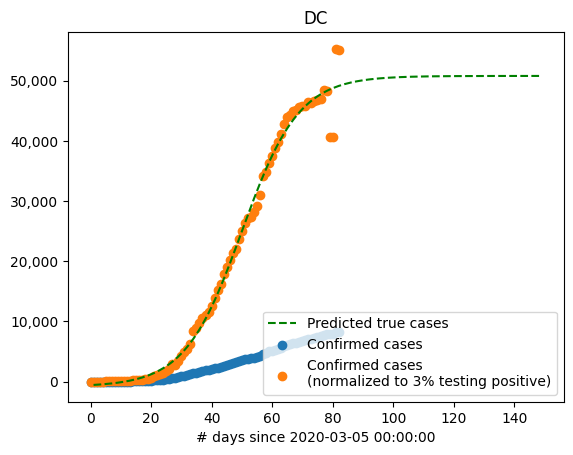 DC
50,000
40,000
30,000
20,000
10,000
0
Predicted true cases
Confirmed cases
Confirmed cases
(normalized to 3% testing positive)
0 20 40 60 80 100 120 140
# days since 2020-03-05 00:00:00